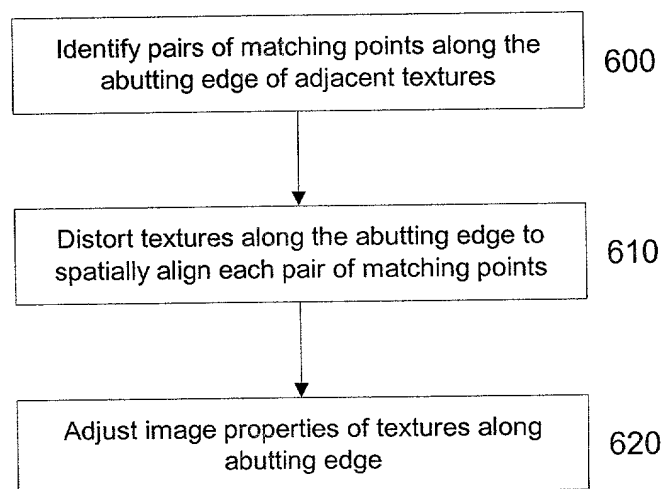 Identify pairs of matching points along the
abutting edge of adjacent textures
600
Distort textures along the abutting edge to
spatially align each pair of matching points
610
Adjust image properties of textures along
abutting edge
620